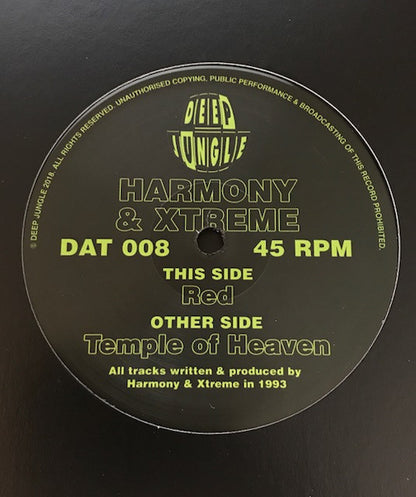 © DEEP JUNGLE 2018. ALL RIGHTS RESERVED. UNAUTHORISED COPYING, PUBLIC PERFORMANCE & BROADCASTING OF THIS RECORD PROHIBITED.
DEEP
JUNGLE
HARMONY
& XTREME
DAT 008 45 RPM
THIS SIDE
Red
OTHER SIDE
Temple of Heaven
All tracks written & produced by
Harmony & Xtreme in 1993